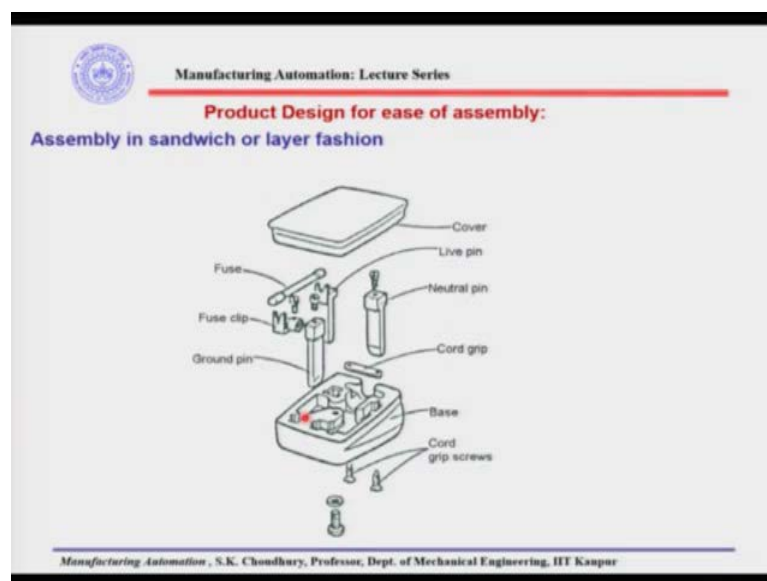 Manufacturing Automation: Lecture Series
Product Design for ease of assembly:
Assembly in sandwich or layer fashion
Cover
Live pin
Fuse
Neutral pin
Fuse clip
Cord grip
Ground pin
Base
Cord
grip screws
Manufacturing Automation , S.K. Choudhury, Professor, Dept. of Mechanical Engineering, IIT Kanpur